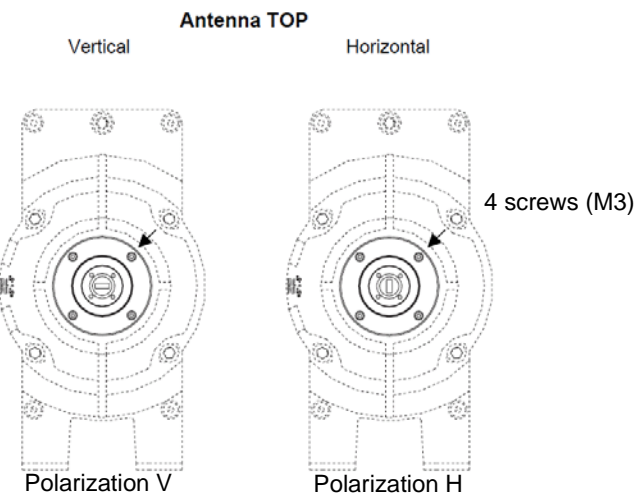 Antenna TOP
Vertical
Horizontal
4 screws (M3)
Polarization V
Polarization H